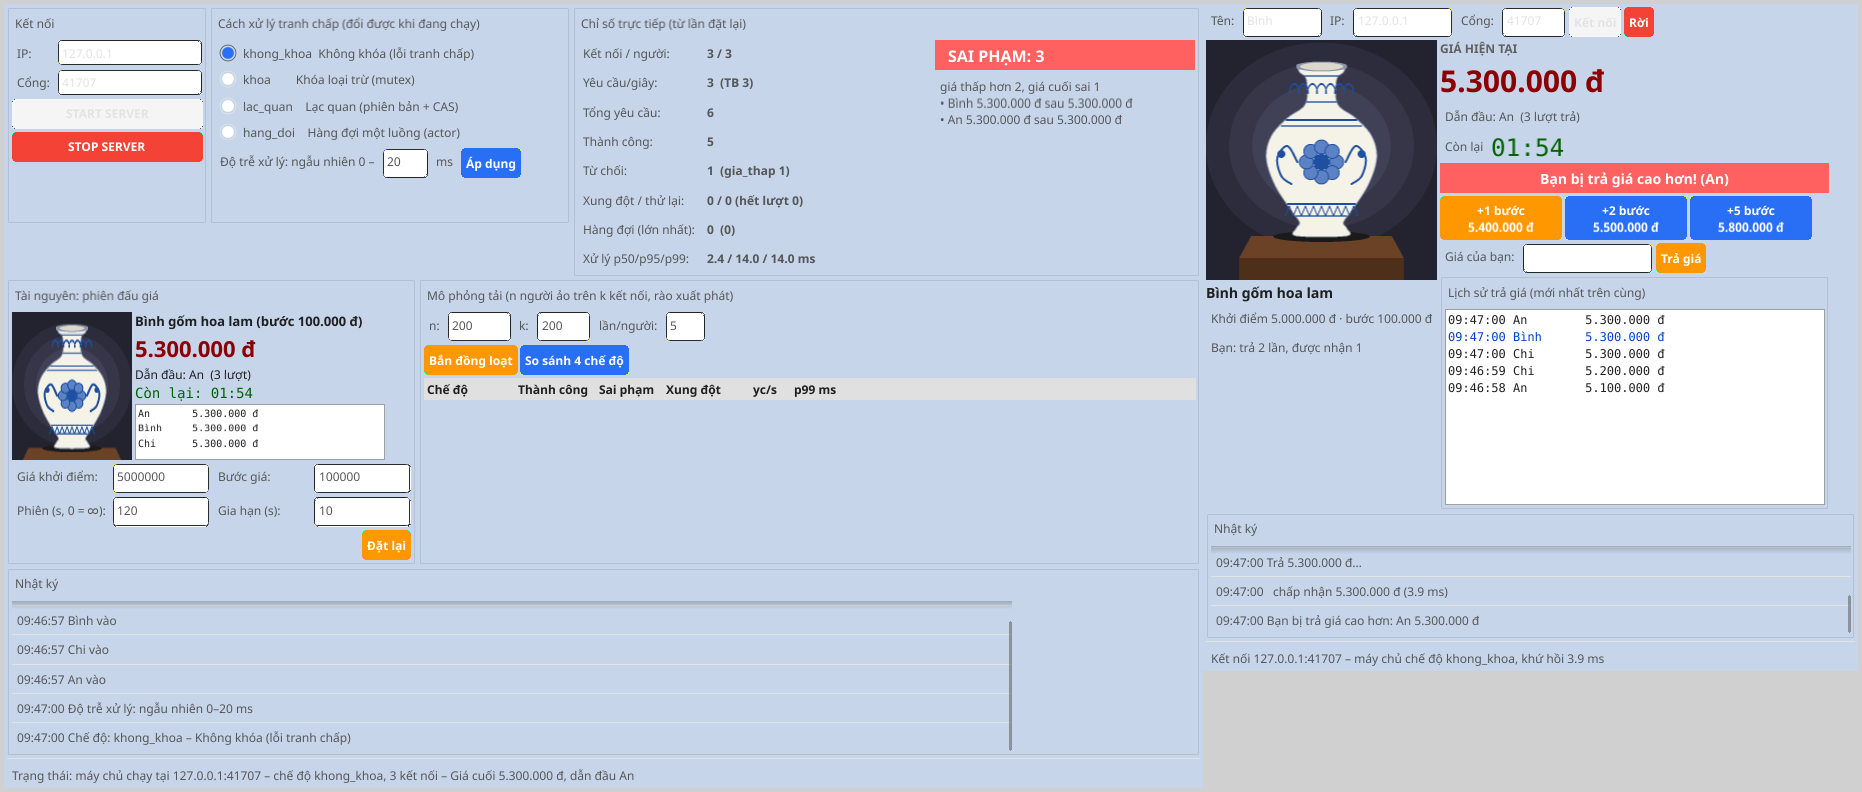 Kết nối
IP: 127.0.0.1
Cổng: 41707
START SERVER
STOP SERVER
Cách xử lý tranh chấp (đổi được khi đang chạy)
khong_khoa Không khóa (lỗi tranh chấp)
khoa Khóa loại trừ (mutex)
lac_quan Lạc quan (phiên bản + CAS)
hang_doi Hàng đợi một luồng (actor)
Độ trễ xử lý: ngẫu nhiên 0 – 20 ms Áp dụng
Chỉ số trực tiếp (từ lần đặt lại)
Kết nối / người: 3 / 3
Yêu cầu/giây: 3 (TB 3)
Tổng yêu cầu: 6
Thành công: 5
Từ chối: 1 (gia_thap 1)
Xung đột / thử lại: 0 / 0 (hết lượt 0)
Hàng đợi (lớn nhất): 0 (0)
Xử lý p50/p95/p99: 2.4 / 14.0 / 14.0 ms
SAI PHẠM: 3
giá thấp hơn 2, giá cuối sai 1
• Bình 5.300.000 đ sau 5.300.000 đ
• An 5.300.000 đ sau 5.300.000 đ
Tài nguyên: phiên đấu giá
Bình gốm hoa lam (bước 100.000 đ)
5.300.000 đ
Dẫn đầu: An (3 lượt)
Còn lại: 01:54
An 5.300.000 đ
Bình 5.300.000 đ
Chi 5.300.000 đ
Giá khởi điểm: 5000000 Bước giá: 100000
Phiên (s, 0 = ∞): 120 Gia hạn (s): 10
Đặt lại
Mô phỏng tải (n người ảo trên k kết nối, rào xuất phát)
n: 200 k: 200 lần/người: 5
Bắn đồng loạt So sánh 4 chế độ
Chế độ Thành công Sai phạm Xung đột yc/s p99 ms
Nhật ký
09:46:57 Bình vào
09:46:57 Chi vào
09:46:57 An vào
09:47:00 Độ trễ xử lý: ngẫu nhiên 0–20 ms
09:47:00 Chế độ: khong_khoa – Không khóa (lỗi tranh chấp)
Trạng thái: máy chủ chạy tại 127.0.0.1:41707 – chế độ khong_khoa, 3 kết nối – Giá cuối 5.300.000 đ, dẫn đầu An
Tên: Bình IP: 127.0.0.1 Cổng: 41707 Kết nối Rời
GIÁ HIỆN TẠI
5.300.000 đ
Dẫn đầu: An (3 lượt trả)
Còn lại 01:54
Bạn bị trả giá cao hơn! (An)
+1 bước
5.400.000 đ
+2 bước
5.500.000 đ
+5 bước
5.800.000 đ
Giá của bạn: Trả giá
Bình gốm hoa lam
Khởi điểm 5.000.000 đ · bước 100.000 đ
Bạn: trả 2 lần, được nhận 1
Lịch sử trả giá (mới nhất trên cùng)
09:47:00 An 5.300.000 đ
09:47:00 Bình 5.300.000 đ
09:47:00 Chi 5.300.000 đ
09:46:59 Chi 5.200.000 đ
09:46:58 An 5.100.000 đ
Nhật ký
09:47:00 Trả 5.300.000 đ...
09:47:00 chấp nhận 5.300.000 đ (3.9 ms)
09:47:00 Bạn bị trả giá cao hơn: An 5.300.000 đ
Kết nối 127.0.0.1:41707 – máy chủ chế độ khong_khoa, khứ hồi 3.9 ms